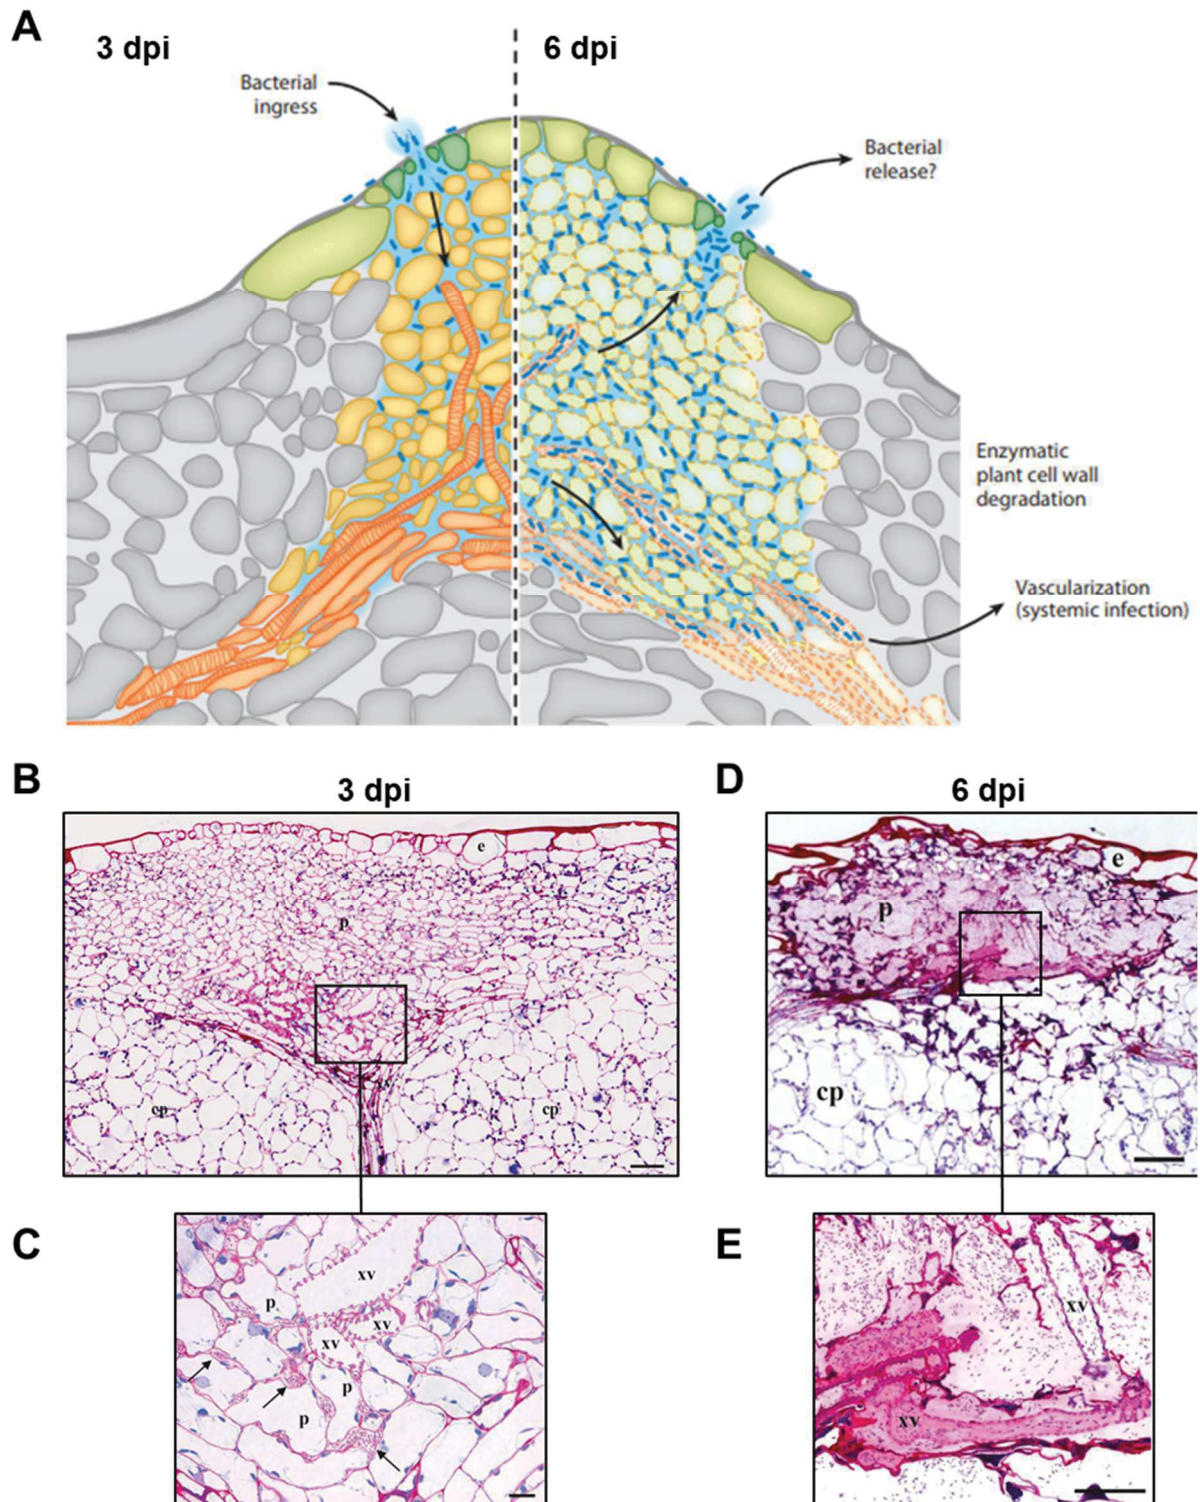 A
3 dpi
6 dpi
Bacterial
ingress
Bacterial
release?
Enzymatic
plant cell wall
degradation
Vascularization
(systemic infection)
B
3 dpi
D
6 dpi
e
p
xv
cp
cp
e
p
cp
C
xv
p
xv
xv
p
p
E
xv
xv